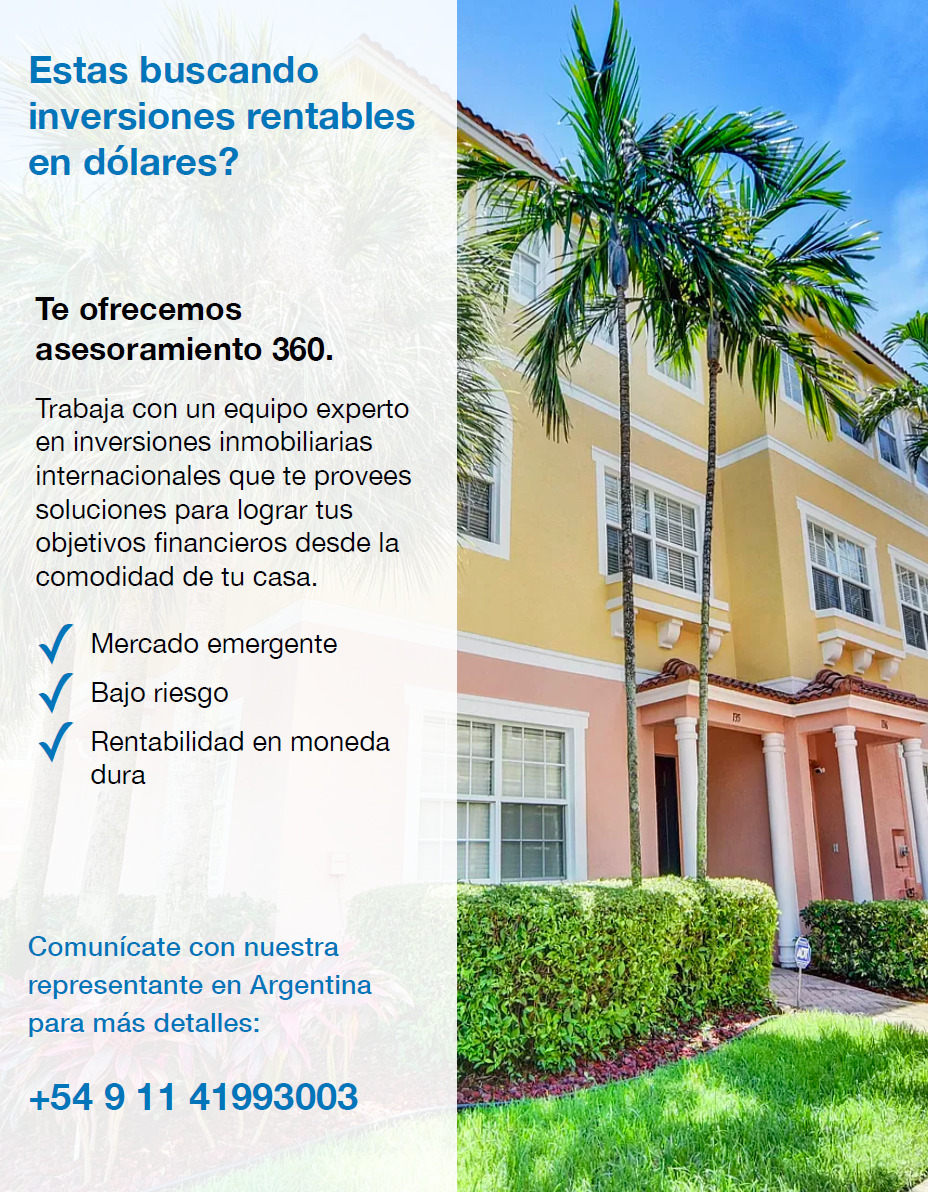 Estas buscando
inversiones rentables
en dólares?
Te ofrecemos
asesoramiento 360.
Trabaja con un equipo experto
en inversiones inmobiliarias
internacionales que te provees
soluciones para lograr tus
objetivos financieros desde la
comodidad de tu casa.
Mercado emergente
Bajo riesgo
Rentabilidad en moneda
dura
Comunícate con nuestra
representante en Argentina
para más detalles:
+54 9 11 41993003
ADT